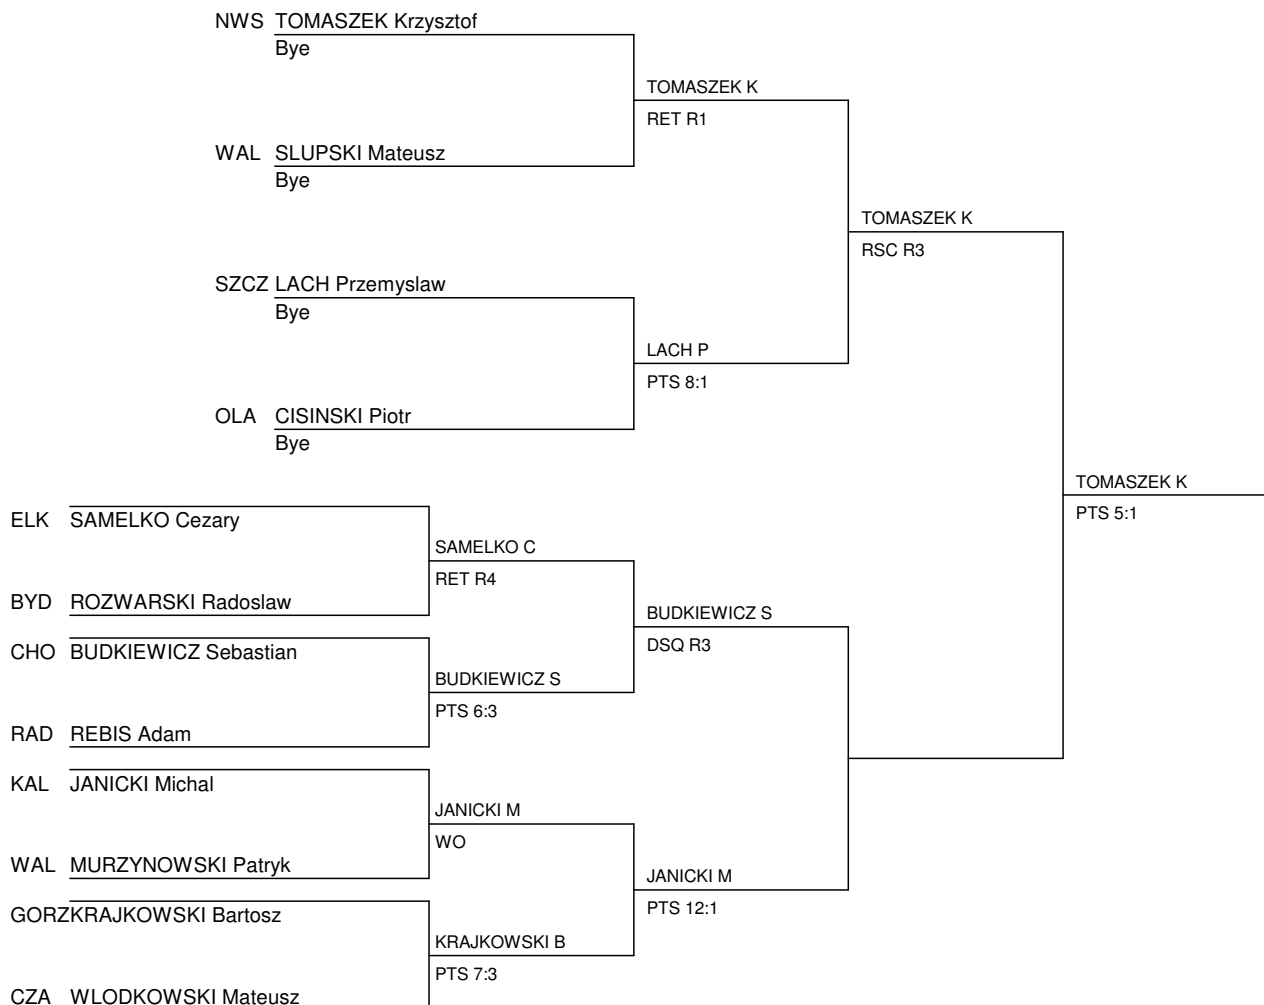 NWS TOMASZEK Krzysztof
Bye
TOMASZEK K
RET R1
WAL SLUPSKI Mateusz
Bye
TOMASZEK K
RSC R3
SZCZ LACH Przemyslaw
Bye
LACH P
PTS 8:1
OLA CISINSKI Piotr
Bye
TOMASZEK K
PTS 5:1
ELK SAMELKO Cezary
SAMELKO C
RET R4
BYD ROZWARSKI Radoslaw
BUDKIEWICZ S
DSQ R3
CHO BUDKIEWICZ Sebastian
BUDKIEWICZ S
PTS 6:3
RAD REBIS Adam
KAL JANICKI Michal
JANICKI M
WO
WAL MURZYNOWSKI Patryk
JANICKI M
PTS 12:1
GORZKRAJKOWSKI Bartosz
KRAJKOWSKI B
PTS 7:3
CZA WLODKOWSKI Mateusz